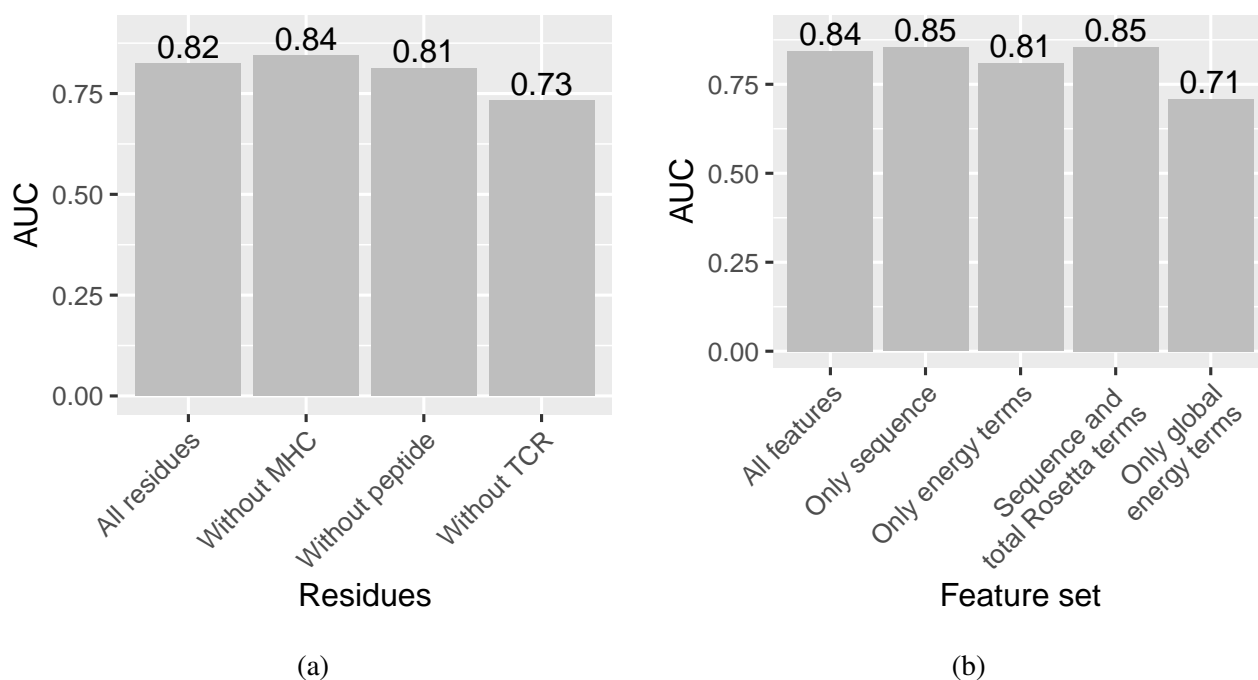 0.82
0.84
0.81
0.73
AUC
0.75
0.50
0.25
0.00
All residues
Without MHC
Without peptide
Without TCR
Residues
(a)
0.84
0.85
0.81
0.85
0.71
AUC
0.75
0.50
0.25
0.00
All features
Only sequence
Only energy terms
Sequence and
total Rosetta terms
Only global
energy terms
Feature set
(b)